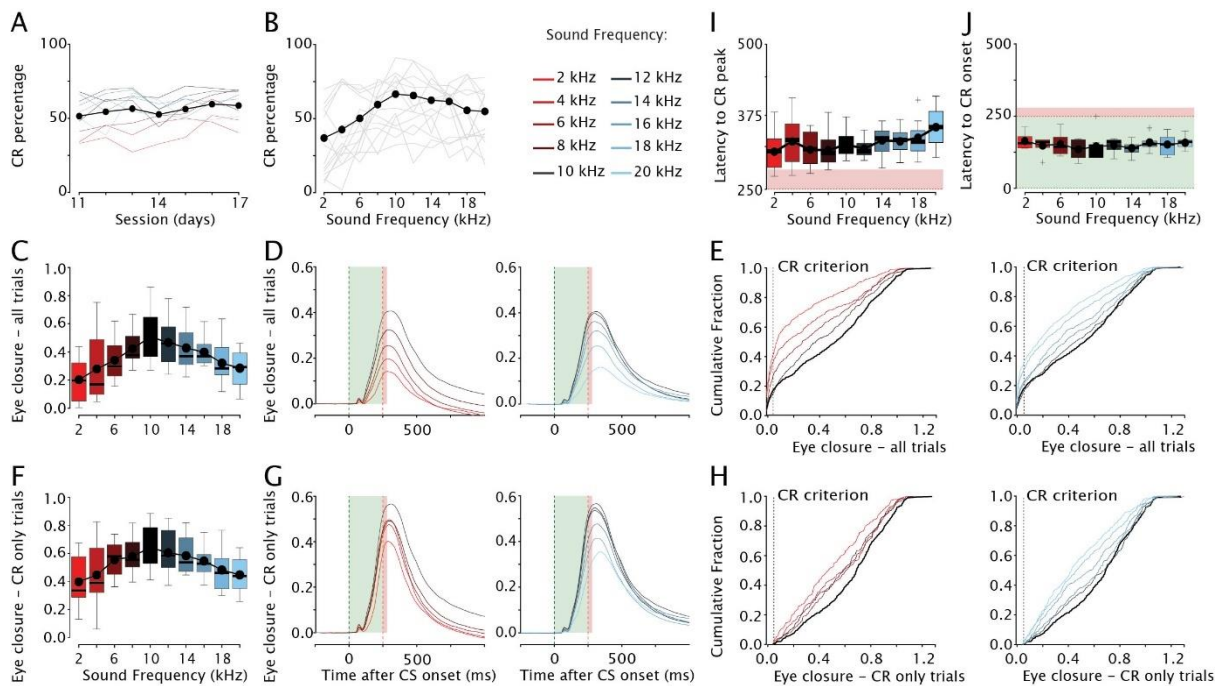 A
CR percentage
100
50
0
11
14
17
Session (days)
B
CR percentage
100
50
0
2
6
10
14
18
Sound Frequency (kHz)
Sound Frequency:
2 kHz
4 kHz
6 kHz
8 kHz
10 kHz
12 kHz
14 kHz
16 kHz
18 kHz
20 kHz
I
Latency to CR peak
500
375
250
2
6
10
14
18
Sound Frequency (kHz)
J
Latency to CR onset
500
250
0
2
6
10
14
18
Sound Frequency (kHz)
C
Eye closure – all trials
1.0
0.8
0.6
0.4
0.2
0.0
2
6
10
14
18
D
Eye closure – all trials
0.6
0.4
0.2
0.0
0
500
0.6
0.4
0.2
0.0
0
500
E
Cumulative Fraction
CR criterion
1.0
0.8
0.6
0.4
0.2
0.0
0.0
0.4
0.8
1.2
Eye closure – all trials
CR criterion
1.0
0.8
0.6
0.4
0.2
0.0
0.0
0.4
0.8
1.2
Eye closure – all trials
F
Eye closure – CR only trials
1.0
0.8
0.6
0.4
0.2
0.0
2
6
10
14
18
Sound Frequency (kHz)
G
Eye closure – CR only trials
0.6
0.4
0.2
0.0
0
500
Time after CS onset (ms)
0.6
0.4
0.2
0.0
0
500
Time after CS onset (ms)
H
Cumulative Fraction
CR criterion
1.0
0.8
0.6
0.4
0.2
0.0
0.0
0.4
0.8
1.2
Eye closure – CR only trials
CR criterion
1.0
0.8
0.6
0.4
0.2
0.0
0.0
0.4
0.8
1.2
Eye closure – CR only trials